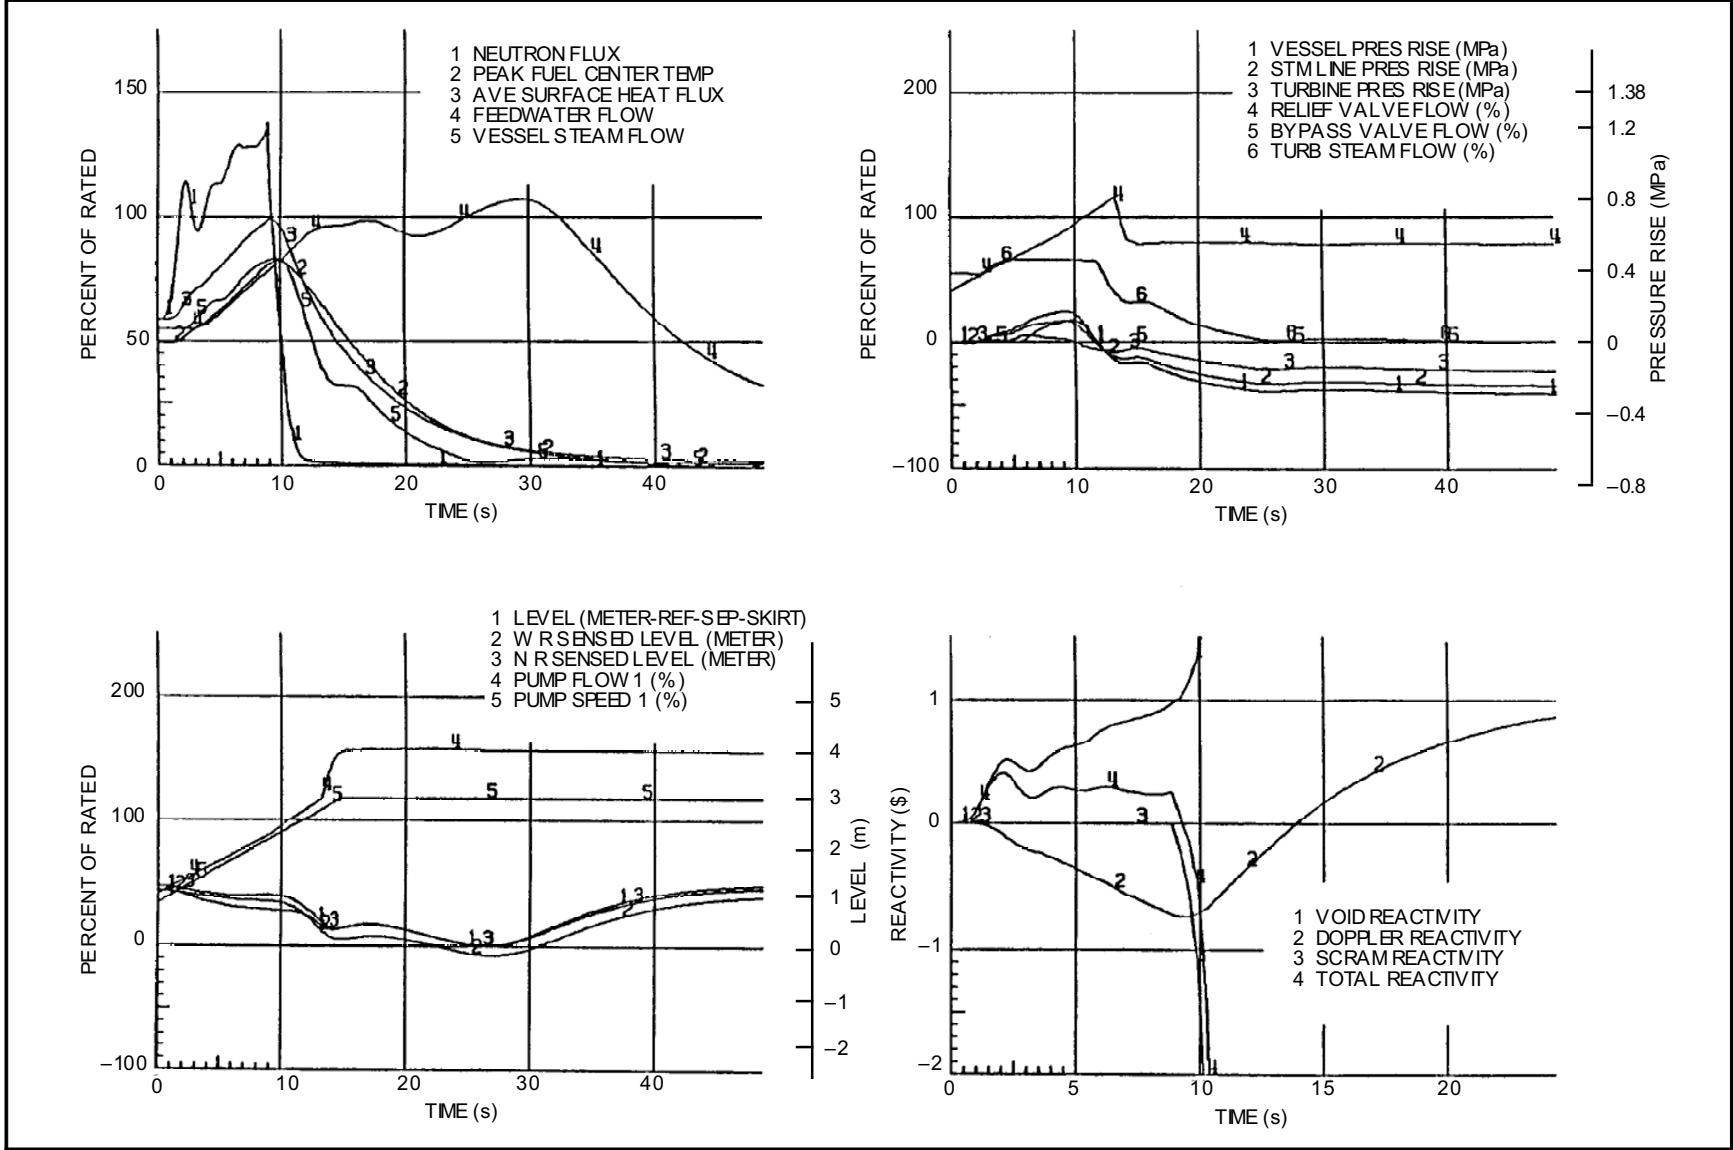 1 NEUTRON FLUX
2 PEAK FUEL CENTER TEMP
3 AVE SURFACE HEAT FLUX
4 FEEDWATER FLOW
5 VESSEL STEAM FLOW
PERCENT OF RATED
150
100
50
0
0 10 20 30 40
TIME (s)
1 VESSEL PRES RISE (MPa)
2 STM LINE PRES RISE (MPa)
3 TURBINE PRES RISE (MPa)
4 RELIEF VALVE FLOW (%)
5 BYPASS VALVE FLOW (%)
6 TURB STEAM FLOW (%)
PERCENT OF RATED
200
100
0
−100
0 10 20 30 40
TIME (s)
1.38
1.2
0.8
0.4
0
−0.4
−0.8
PRESSURE RISE (MPa)
1 LEVEL (METER-REF-SEP-SKIRT)
2 W R SENSED LEVEL (METER)
3 N R SENSED LEVEL (METER)
4 PUMP FLOW 1 (%)
5 PUMP SPEED 1 (%)
PERCENT OF RATED
200
100
0
−100
0 10 20 30 40
TIME (s)
5
4
3
2
1
0
−1
−2
LEVEL (m)
REACTIVITY ($)
1
0
−1
−2
0 5 10 15 20
TIME (s)
1 VOID REACTIVITY
2 DOPPLER REACTIVITY
3 SCRAM REACTIVITY
4 TOTAL REACTIVITY